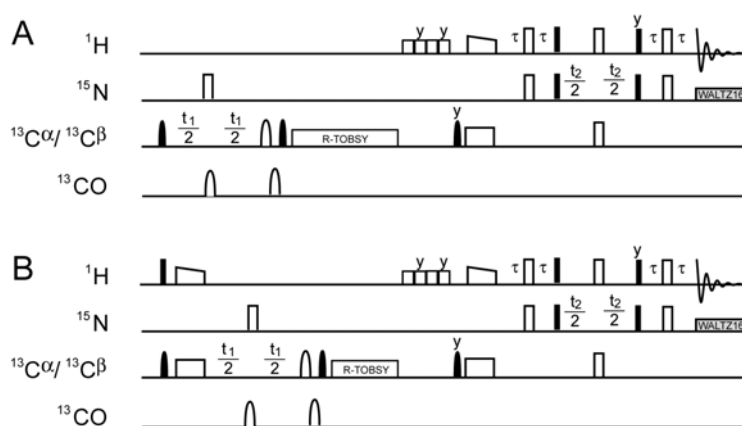 A
y y y
¹H τ τ τ τ
¹⁵N t₂/2 t₂/2 WALTZ16
¹³Cα/ ¹³Cβ t₁/2 t₁/2 R-TOBSY y
¹³CO
B
y y y
¹H τ τ τ τ
¹⁵N t₂/2 t₂/2 WALTZ16
¹³Cα/ ¹³Cβ t₁/2 t₁/2 R-TOBSY y
¹³CO